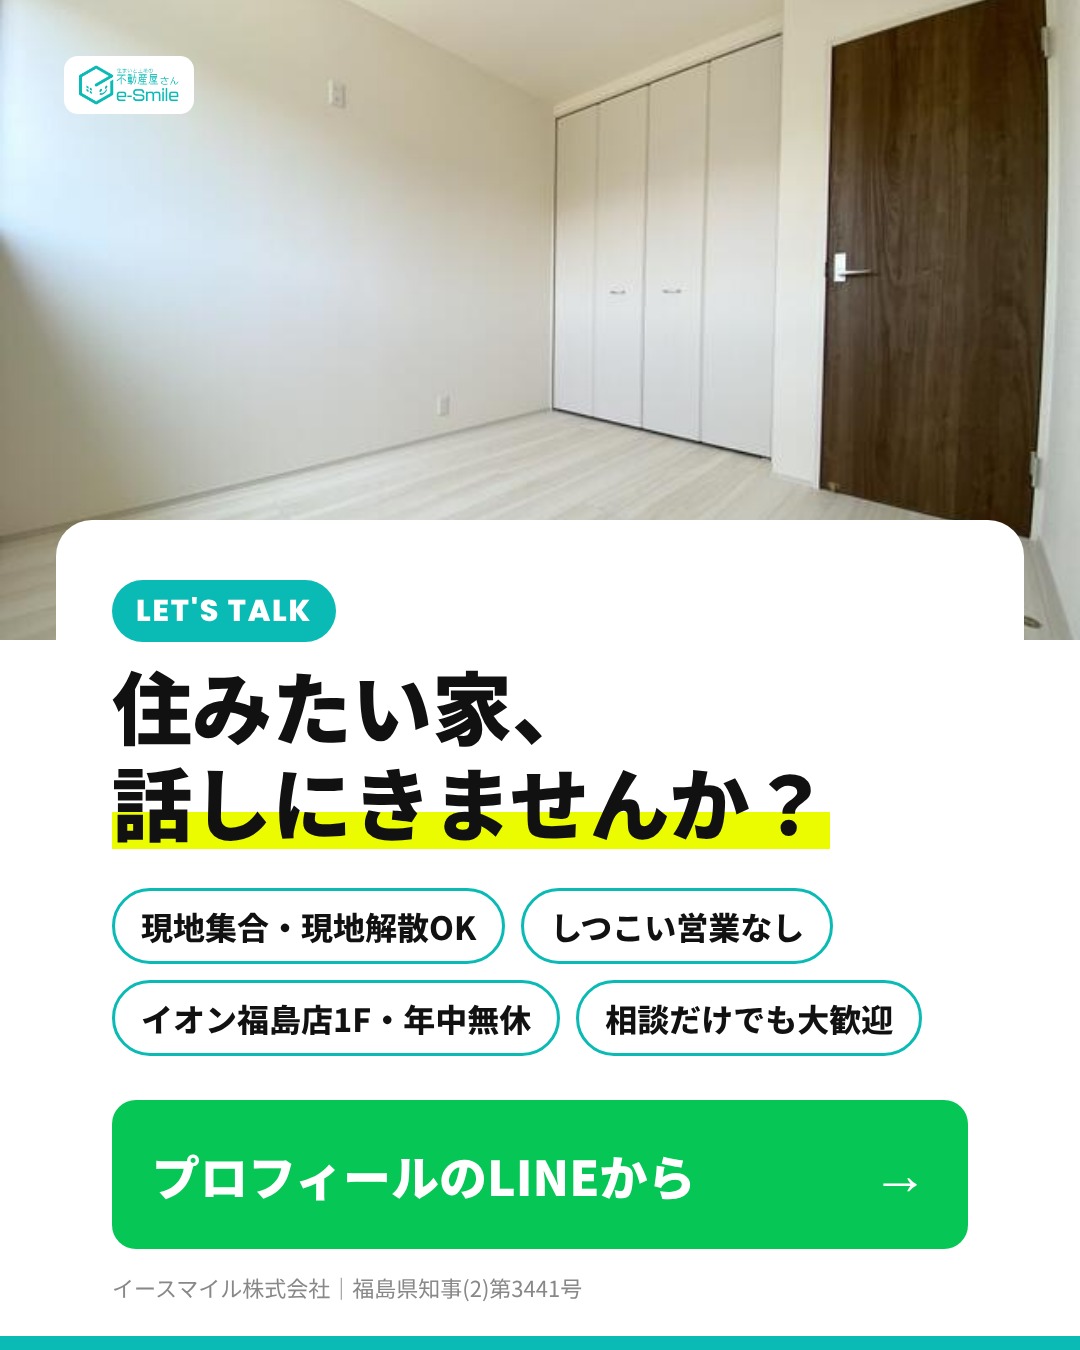 不動産屋さん
e-Smile
LET'S TALK
住みたい家、
話しにきませんか？
現地集合・現地解散OK
しつこい営業なし
イオン福島店1F・年中無休
相談だけでも大歓迎
プロフィールのLINEから →
イースマイル株式会社｜福島県知事(2)第3441号